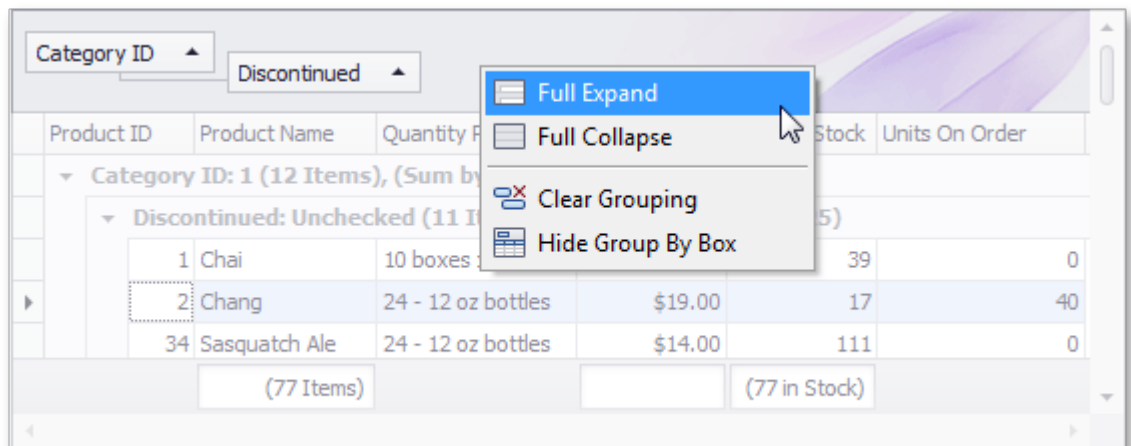 Category ID
Discontinued
Full Expand
Full Collapse
Clear Grouping
Hide Group By Box
Product ID Product Name Quantity Stock Units On Order
Category ID: 1 (12 Items), (Sum by
Discontinued: Unchecked (11 5)
1 Chai 10 boxes 39 0
2 Chang 24 - 12 oz bottles $19.00 17 40
34 Sasquatch Ale 24 - 12 oz bottles $14.00 111 0
(77 Items) (77 in Stock)